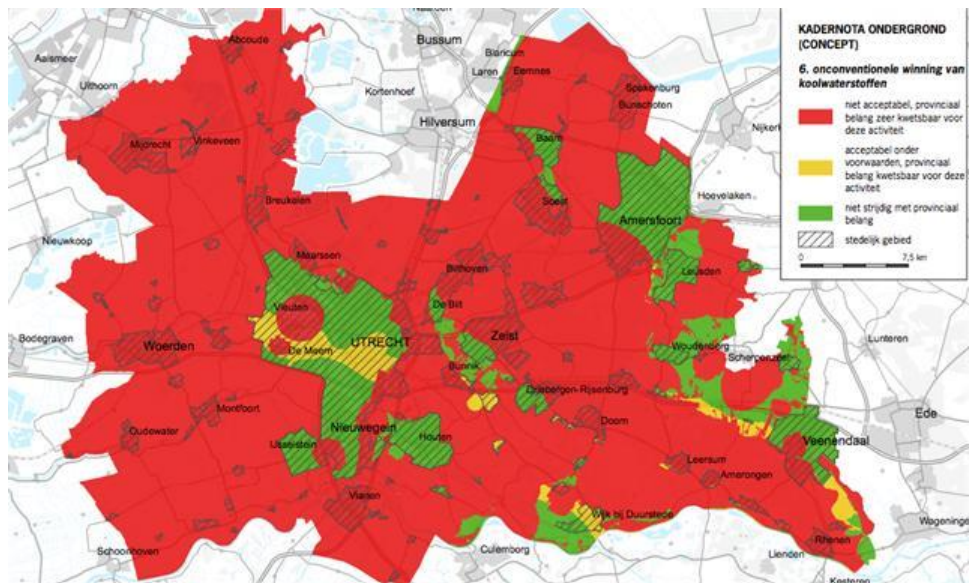 KADERNOTA ONDERGROND
(CONCEPT)
6. onconventionele winning van
koolwaterstoffen
niet acceptabel, provinciaal
belang zeer kwetsbaar voor
deze activiteit
acceptabel onder
voorwaarden, provinciaal
belang kwetsbaar voor deze
activiteit
niet strijdig met provinciaal
belang
stedelijk gebied
0 7,5 km
Aalsmeer
Uithoorn
Abcoude
Bussum
Blaricum
Laren
Eemnes
Kortenhoef
Hilversum
Spakenburg
Bunschoten
Nijkerk
Mijdrecht
Vinkeveen
Baarn
Soest
Hoevelaken
Amersfoort
Breukelen
Nieuwkoop
Maarssen
Bilthoven
Leusden
Vleuten
De Bilt
Bodegraven
Woerden
De Meern
UTRECHT
Zeist
Woudenberg
Scherpenzeel
Lunteren
Bunnik
Driebergen-Rijsenburg
Montfoort
Oudewater
Nieuwegein
Houten
IJsselstein
Doorn
Ede
Veenendaal
Leersum
Amerongen
Vianen
Wijk bij Duurstede
Wageninge
Schoonhoven
Culemborg
Rhenen
Lienden
Kesteren